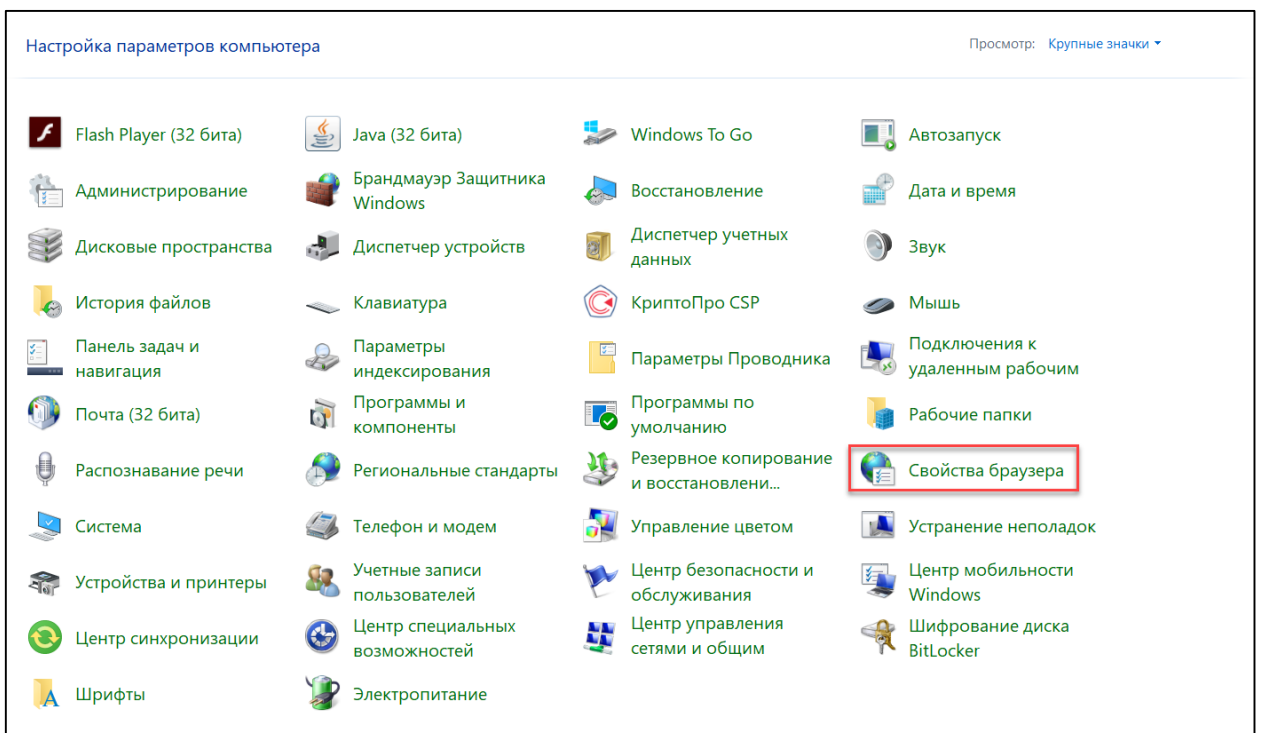 Настройка параметров компьютера
Просмотр: Крупные значки
Flash Player (32 бита)
Java (32 бита)
Windows To Go
Автозапуск
Администрирование
Брандмауэр Защитника
Windows
Восстановление
Дата и время
Дисковые пространства
Диспетчер устройств
Диспетчер учетных
данных
Звук
История файлов
Клавиатура
КриптоПро CSP
Мышь
Панель задач и
навигация
Параметры
индексирования
Параметры Проводника
Подключения к
удаленным рабочим
Почта (32 бита)
Программы и
компоненты
Программы по
умолчанию
Рабочие папки
Распознавание речи
Региональные стандарты
Резервное копирование
и восстановлени...
Свойства браузера
Система
Телефон и модем
Управление цветом
Устранение неполадок
Устройства и принтеры
Учетные записи
пользователей
Центр безопасности и
обслуживания
Центр мобильности
Windows
Центр синхронизации
Центр специальных
возможностей
Центр управления
сетями и общим
Шифрование диска
BitLocker
Шрифты
Электропитание